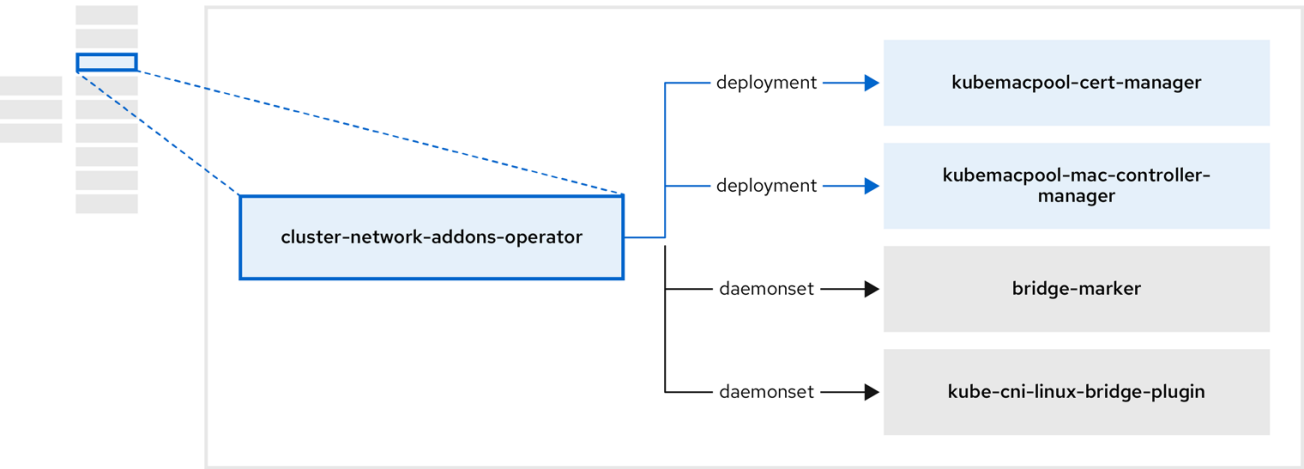 deployment
kubemacpool-cert-manager
deployment
kubemacpool-mac-controller-
manager
cluster-network-addons-operator
daemonset
bridge-marker
daemonset
kube-cni-linux-bridge-plugin